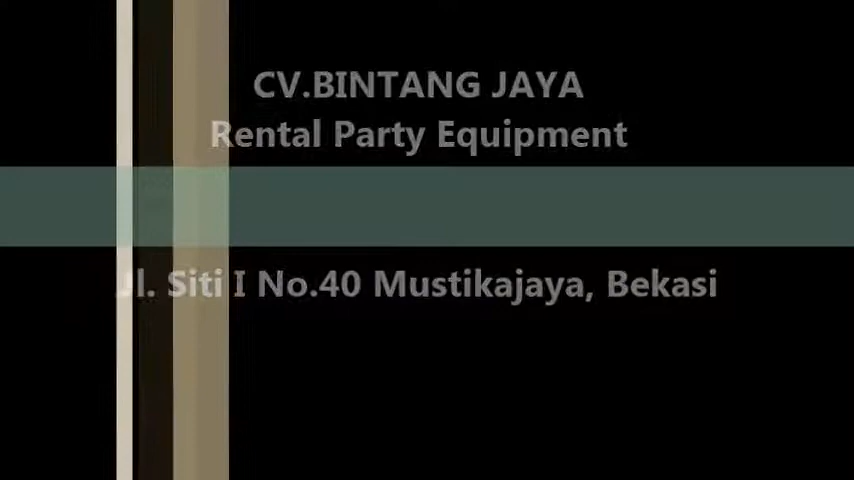 CV.BINTANG JAYA
Rental Party Equipment
Jl. Siti I No.40 Mustikajaya, Bekasi